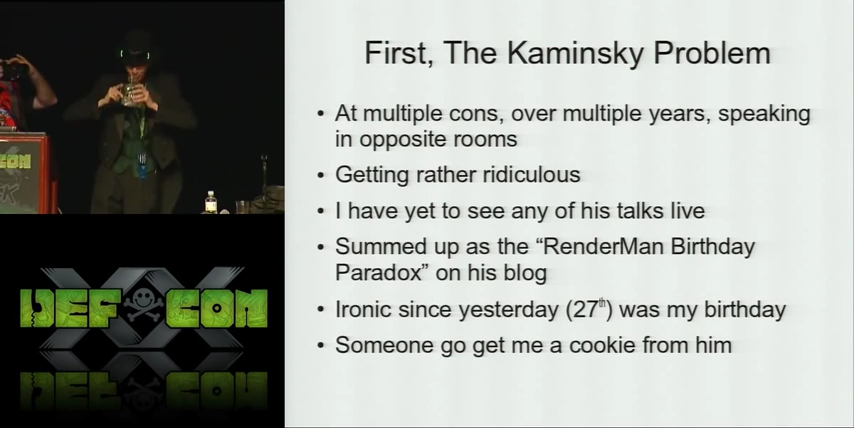 First, The Kaminsky Problem
• At multiple cons, over multiple years, speaking
in opposite rooms
• Getting rather ridiculous
• I have yet to see any of his talks live
• Summed up as the “RenderMan Birthday
Paradox” on his blog
• Ironic since yesterday (27th) was my birthday
• Someone go get me a cookie from him
XX
DEF CON